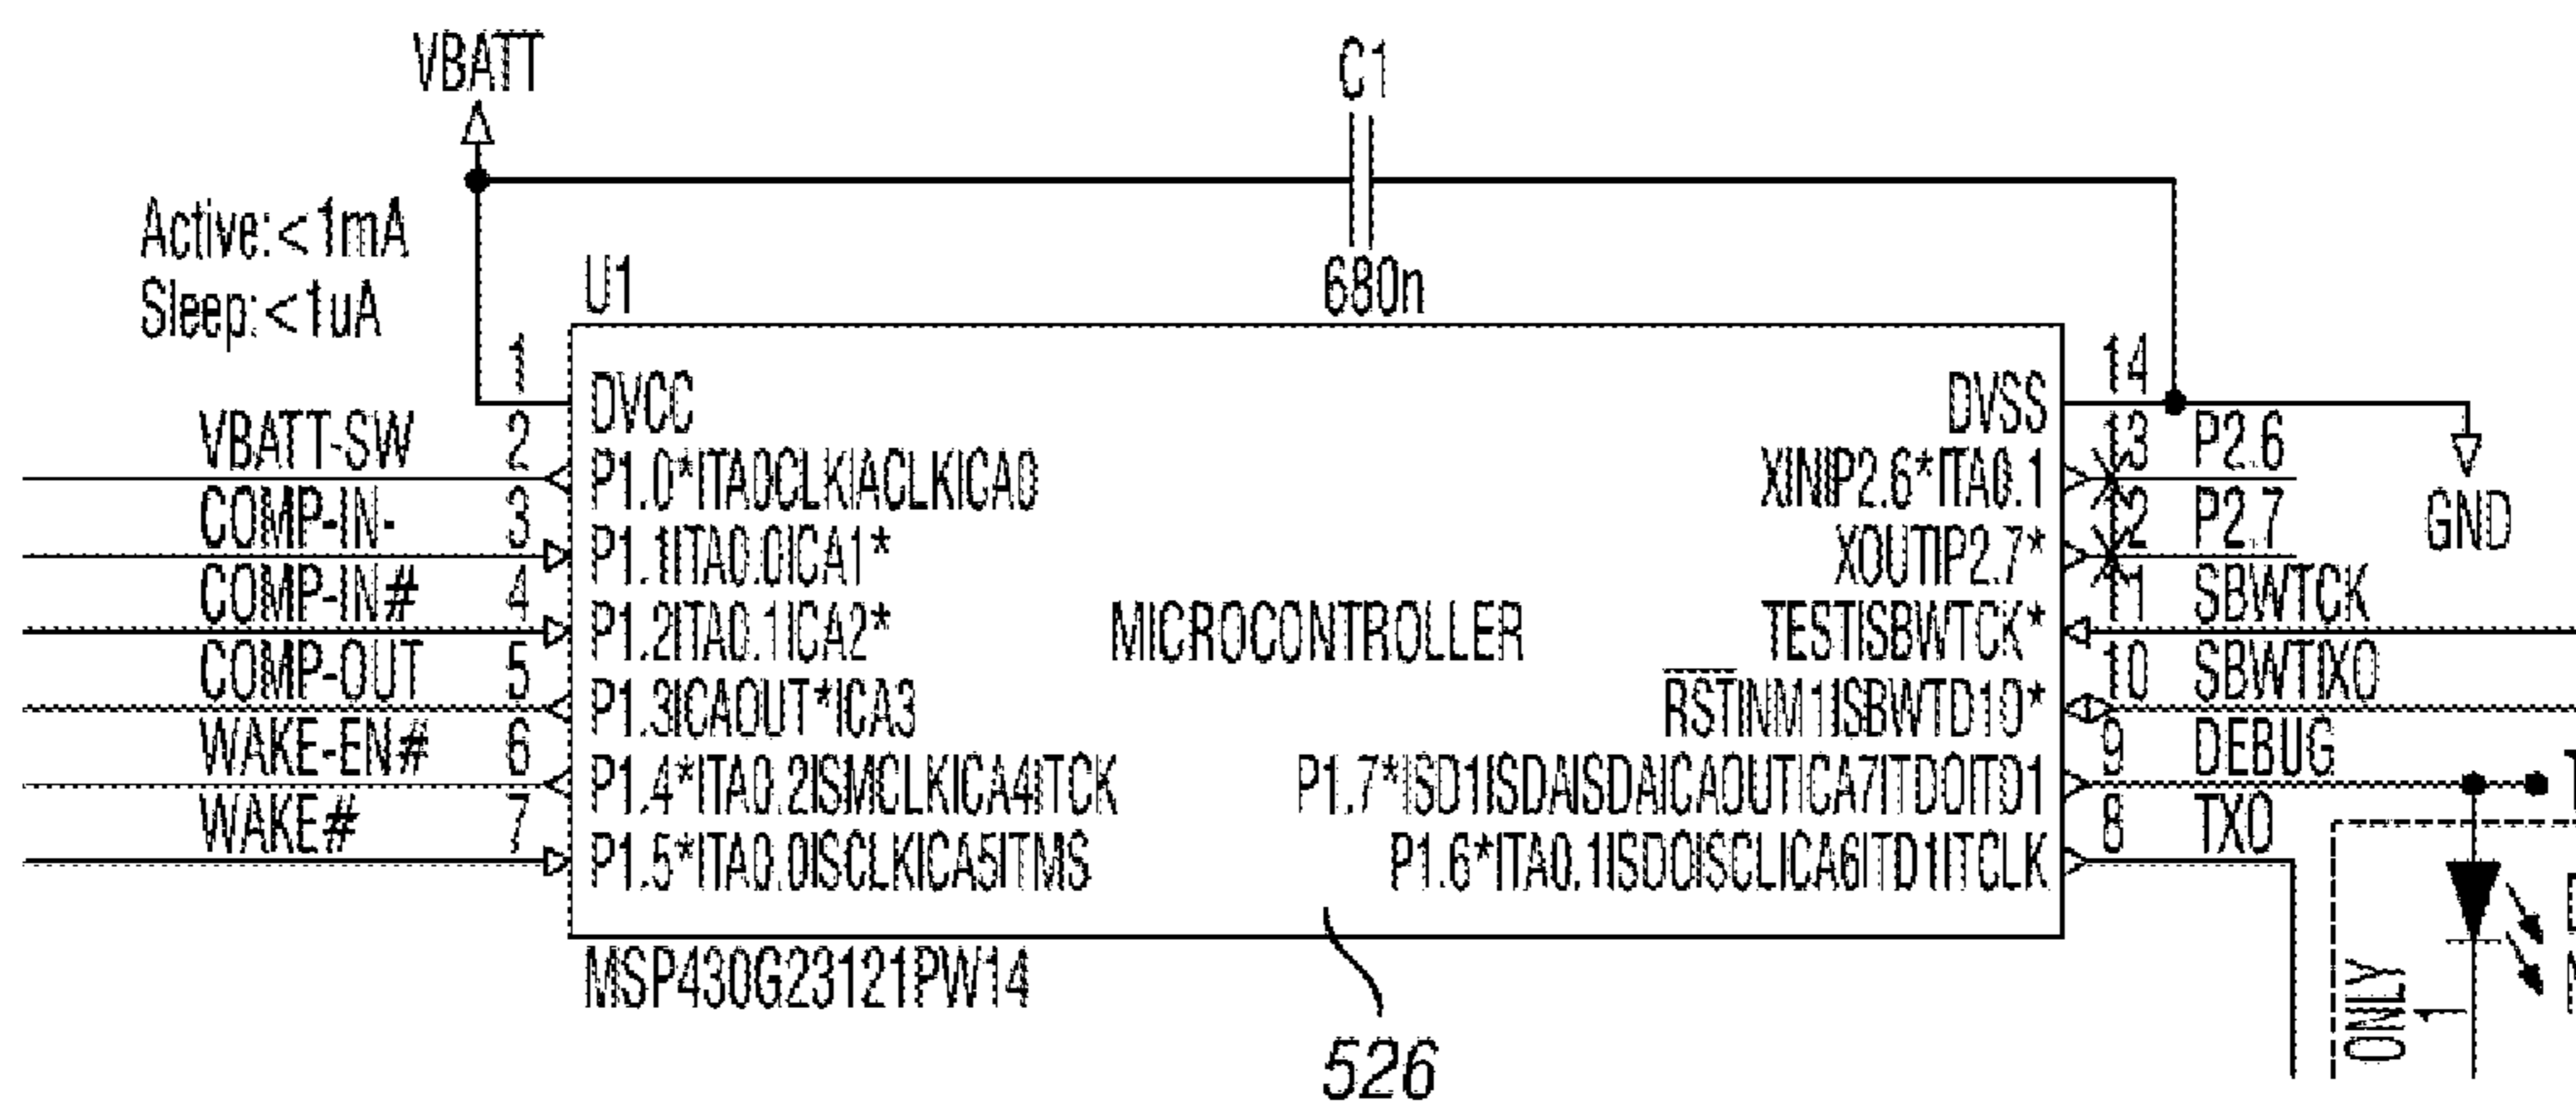 VBATT
C1
Active:<1mA
Sleep:<1uA
U1
680n
1
DVCC
DVSS
14
VBATT-SW
2
P1.0*ITA0CLKIACLKICA0
XINIP2.6*ITA0.1
13
P2.6
COMP-IN-
3
P1.1ITA0.0ICA1*
XOUTIP2.7*
12
P2.7
GND
COMP-IN#
4
P1.2ITA0.1ICA2*
MICROCONTROLLER
TESTISBWTCK*
11
SBWTCK
COMP-OUT
5
P1.3ICAOUT*ICA3
RSTINM1ISBWTD10*
10
SBWTIXO
WAKE-EN#
6
P1.4*ITA0.2ISMCLKICA4ITCK
P1.7*ISD1ISDAISDAICAOUTICA7ITDOITD1
9
DEBUG
WAKE#
7
P1.5*ITA0.0ISCLKICA5ITMS
P1.6*ITA0.1ISDOISCLICA6ITD1ITCLK
8
TXO
MSP430G23121PW14
526
ONLY
1